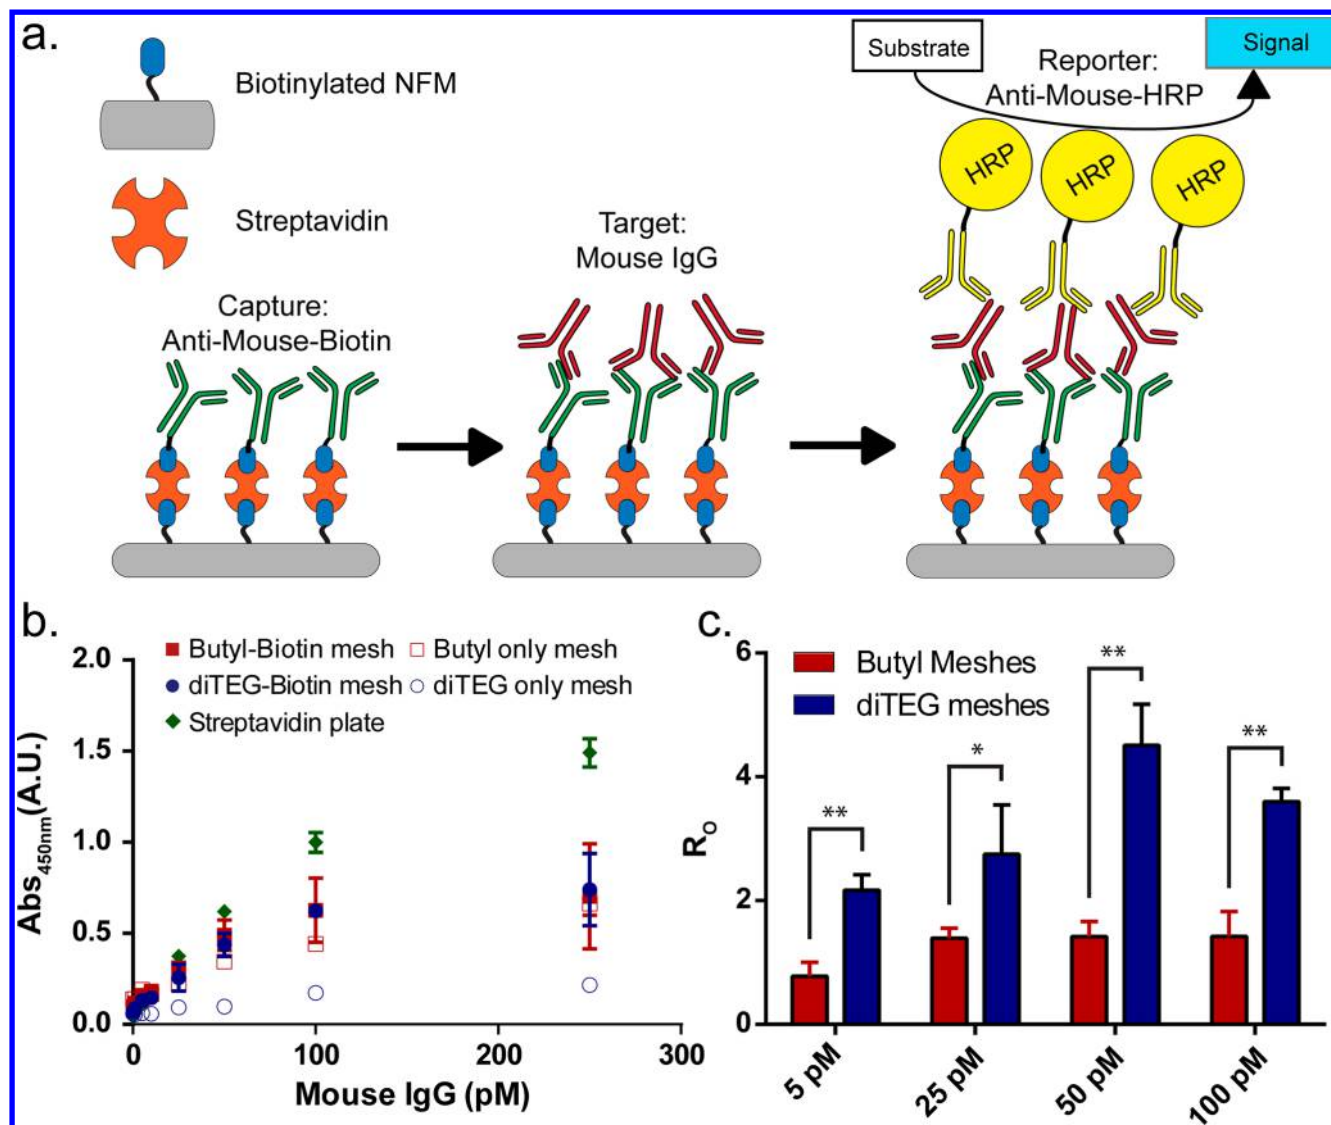 a.
Biotinylated NFM
Streptavidin
Capture:
Anti-Mouse-Biotin
Target:
Mouse IgG
Substrate
Reporter:
Anti-Mouse-HRP
Signal
HRP
HRP
HRP
b.
Butyl-Biotin mesh
Butyl only mesh
diTEG-Biotin mesh
diTEG only mesh
Streptavidin plate
2.0
1.5
1.0
0.5
0.0
Abs450nm(A.U.)
0
100
200
300
Mouse IgG (pM)
c.
Butyl Meshes
diTEG meshes
6
4
2
0
RO
**
*
**
**
5 pM
25 pM
50 pM
100 pM